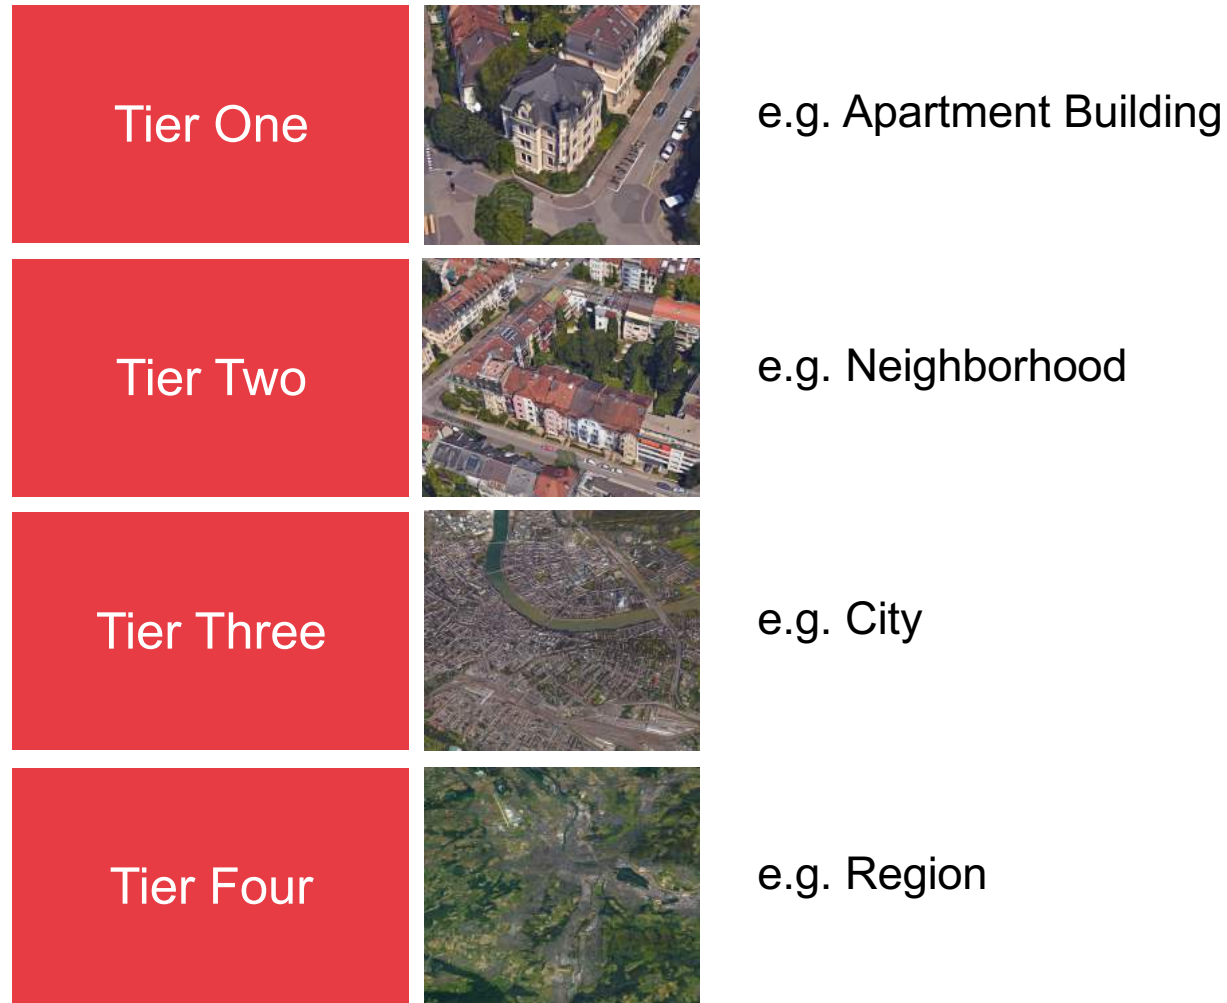 Tier One
e.g. Apartment Building
Tier Two
e.g. Neighborhood
Tier Three
e.g. City
Tier Four
e.g. Region